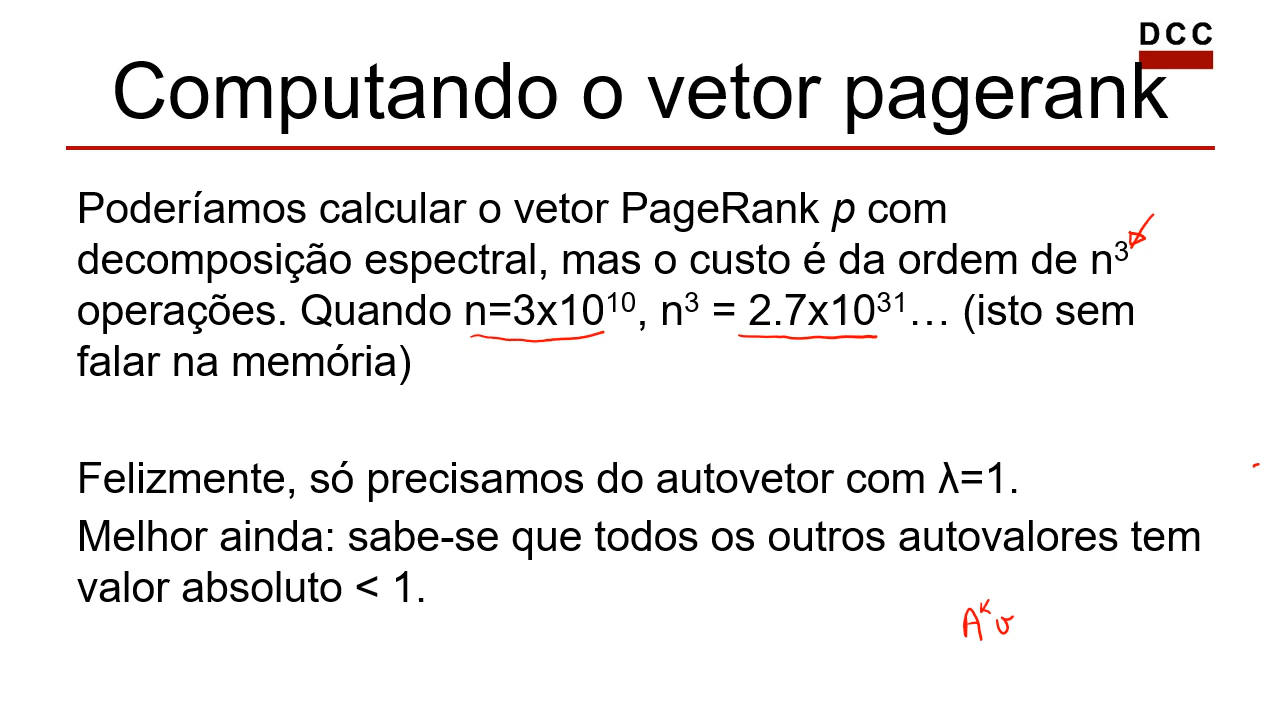 DCC
Computando o vetor pagerank
Poderíamos calcular o vetor PageRank p com
decomposição espectral, mas o custo é da ordem de n³
operações. Quando n=3x10¹⁰, n³ = 2.7x10³¹… (isto sem
falar na memória)
Felizmente, só precisamos do autovetor com λ=1.
Melhor ainda: sabe-se que todos os outros autovalores tem
valor absoluto < 1.
Aᵏv